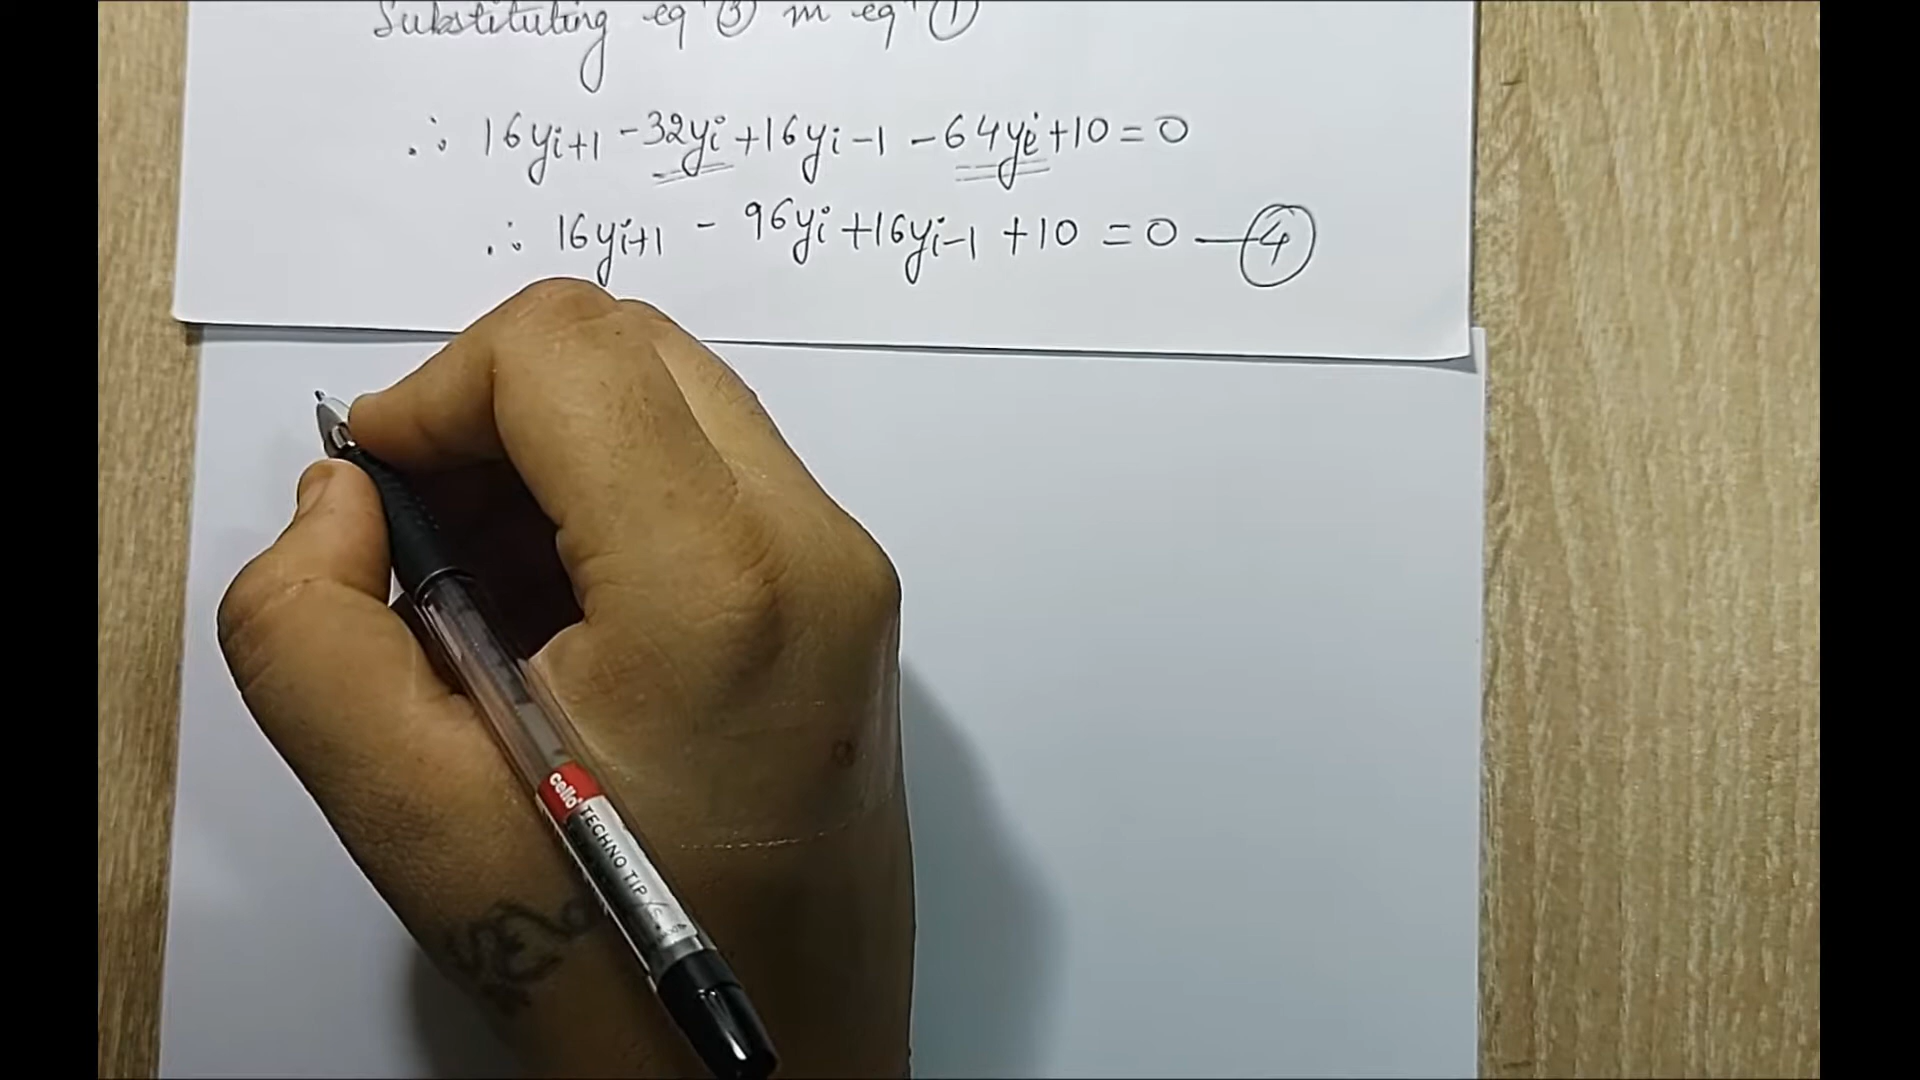 Substituting eqⁿ ③ in eqⁿ ①
∴ 16yi+1 -32yi +16yi-1 -64yi +10=0
∴ 16yi+1 - 96yi +16yi-1 +10 =0 — ④
cello
TECHNO TIP